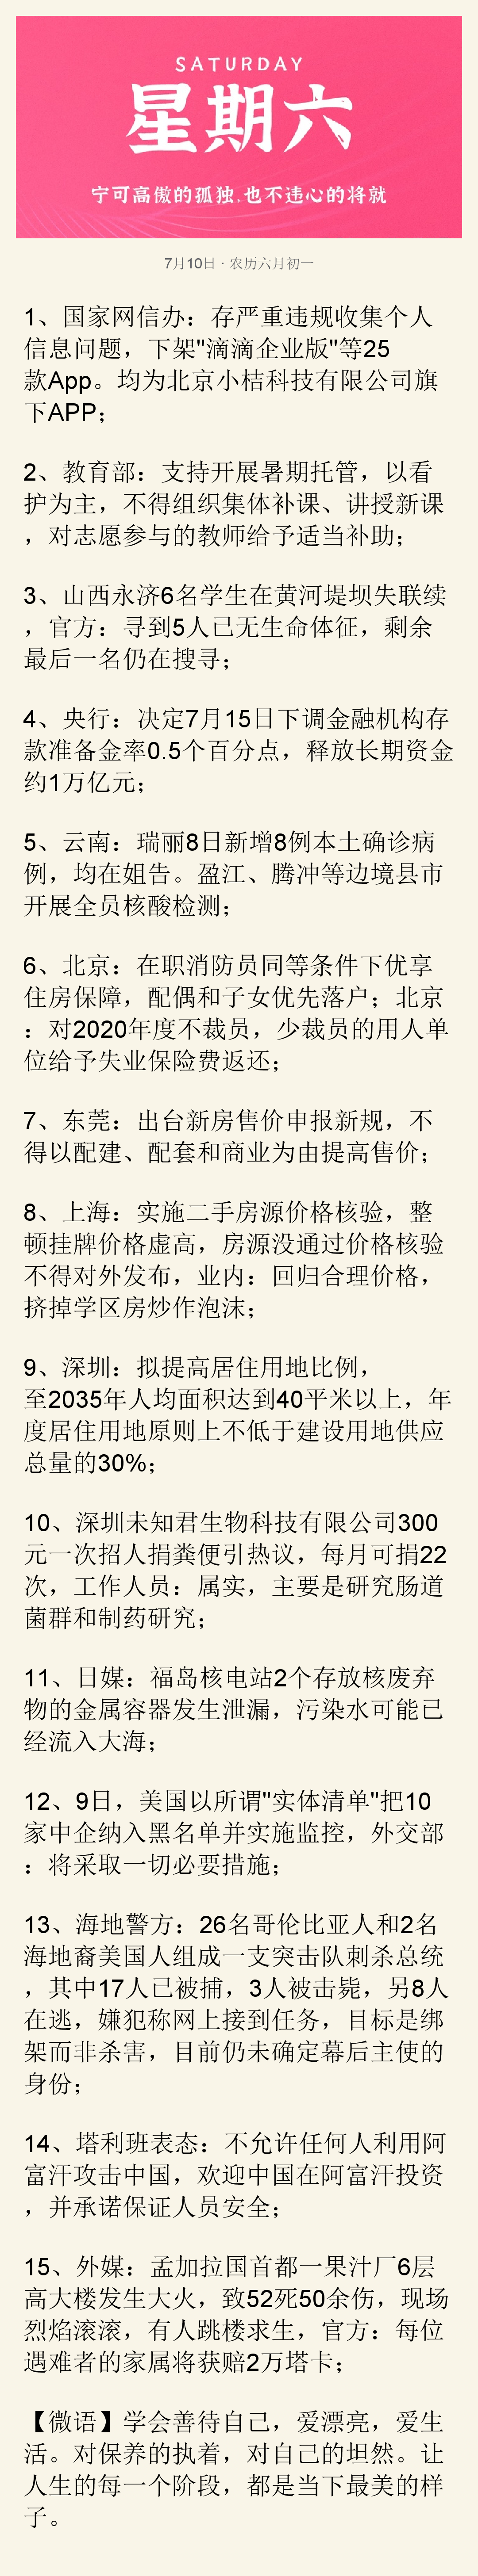 SATURDAY
星期六
宁可高傲的孤独,也不违心的将就
7月10日 · 农历六月初一
1、国家网信办：存严重违规收集个人
信息问题，下架"滴滴企业版"等25
款App。均为北京小桔科技有限公司旗
下APP；
2、教育部：支持开展暑期托管，以看
护为主，不得组织集体补课、讲授新课
，对志愿参与的教师给予适当补助；
3、山西永济6名学生在黄河堤坝失联续
，官方：寻到5人已无生命体征，剩余
最后一名仍在搜寻；
4、央行：决定7月15日下调金融机构存
款准备金率0.5个百分点，释放长期资金
约1万亿元；
5、云南：瑞丽8日新增8例本土确诊病
例，均在姐告。盈江、腾冲等边境县市
开展全员核酸检测；
6、北京：在职消防员同等条件下优享
住房保障，配偶和子女优先落户；北京
：对2020年度不裁员，少裁员的用人单
位给予失业保险费返还；
7、东莞：出台新房售价申报新规，不
得以配建、配套和商业为由提高售价；
8、上海：实施二手房源价格核验，整
顿挂牌价格虚高，房源没通过价格核验
不得对外发布，业内：回归合理价格，
挤掉学区房炒作泡沫；
9、深圳：拟提高居住用地比例，
至2035年人均面积达到40平米以上，年
度居住用地原则上不低于建设用地供应
总量的30%；
10、深圳未知君生物科技有限公司300
元一次招人捐粪便引热议，每月可捐22
次，工作人员：属实，主要是研究肠道
菌群和制药研究；
11、日媒：福岛核电站2个存放核废弃
物的金属容器发生泄漏，污染水可能已
经流入大海；
12、9日，美国以所谓"实体清单"把10
家中企纳入黑名单并实施监控，外交部
：将采取一切必要措施；
13、海地警方：26名哥伦比亚人和2名
海地裔美国人组成一支突击队刺杀总统
，其中17人已被捕，3人被击毙，另8人
在逃，嫌犯称网上接到任务，目标是绑
架而非杀害，目前仍未确定幕后主使的
身份；
14、塔利班表态：不允许任何人利用阿
富汗攻击中国，欢迎中国在阿富汗投资
，并承诺保证人员安全；
15、外媒：孟加拉国首都一果汁厂6层
高大楼发生大火，致52死50余伤，现场
烈焰滚滚，有人跳楼求生，官方：每位
遇难者的家属将获赔2万塔卡；
【微语】学会善待自己，爱漂亮，爱生
活。对保养的执着，对自己的坦然。让
人生的每一个阶段，都是当下最美的样
子。